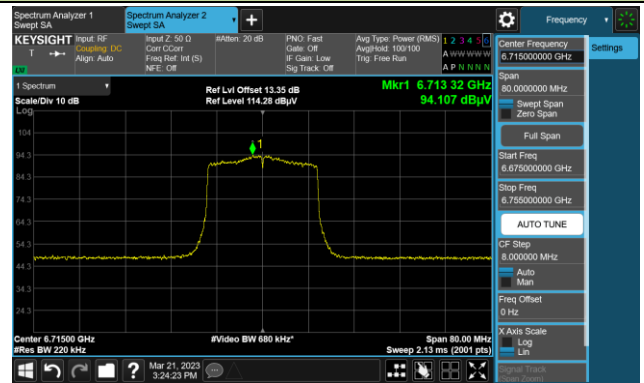 Spectrum Analyzer 1
Swept SA
Spectrum Analyzer 2
Swept SA
+
Frequency
KEYSIGHT
T
Input: RF
Coupling: DC
Align: Auto
Input Z: 50 Ω
Corr CCorr
Freq Ref: Int (S)
NFE: Off
#Atten: 20 dB
PNO: Fast
Gate: Off
IF Gain: Low
Sig Track: Off
Avg Type: Power (RMS)
Avg|Hold: 100/100
Trig: Free Run
1 2 3 4 5 6
A W W W W W
A P N N N N
1 Spectrum
Scale/Div 10 dB
Log
Ref Lvl Offset 13.35 dB
Ref Level 114.28 dBµV
Mkr1 6.713 32 GHz
94.107 dBµV
104
94.3
84.3
74.3
64.3
54.3
44.3
34.3
24.3
1
Center 6.71500 GHz
#Res BW 220 kHz
#Video BW 680 kHz*
Span 80.00 MHz
Sweep 2.13 ms (2001 pts)
Center Frequency
6.715000000 GHz
Settings
Span
80.0000000 MHz
Swept Span
Zero Span
Full Span
Start Freq
6.675000000 GHz
Stop Freq
6.755000000 GHz
AUTO TUNE
CF Step
8.000000 MHz
Auto
Man
Freq Offset
0 Hz
X Axis Scale
Log
Lin
Signal Track
(Span Zoom)
?
Mar 21, 2023
3:24:23 PM